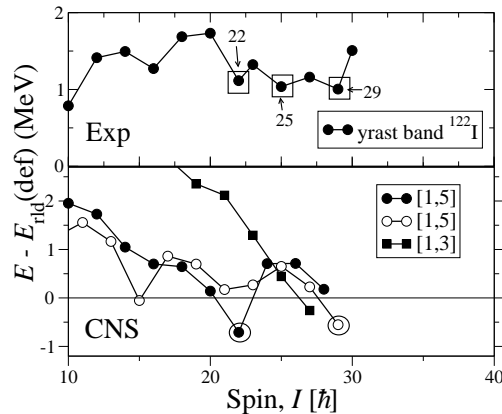 2
1
0
22
25
29
Exp
yrast band ¹²²I
E - E_rld(def) (MeV)
2
1
0
-1
[1,5]
[1,5]
[1,3]
CNS
10 20 30 40
Spin, I [ħ]